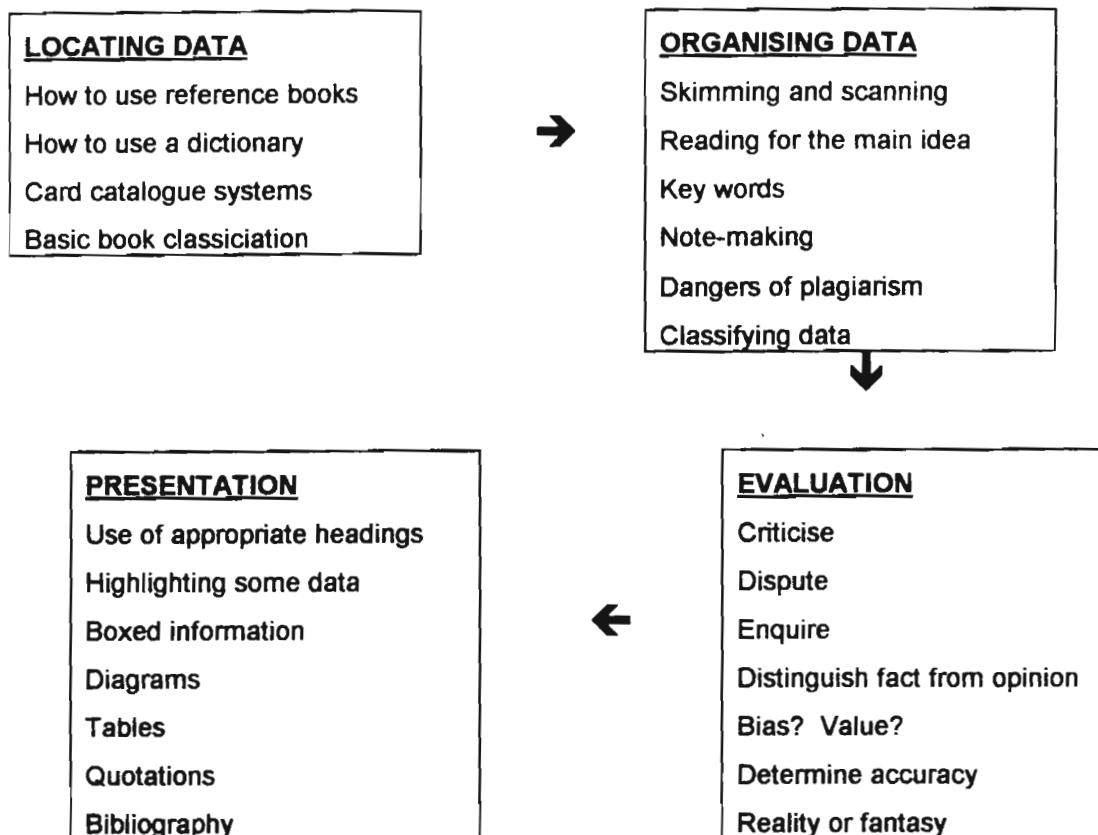 LOCATING DATA
How to use reference books
How to use a dictionary
Card catalogue systems
Basic book classiciation
ORGANISING DATA
Skimming and scanning
Reading for the main idea
Key words
Note-making
Dangers of plagiarism
Classifying data
EVALUATION
Criticise
Dispute
Enquire
Distinguish fact from opinion
Bias? Value?
Determine accuracy
Reality or fantasy
PRESENTATION
Use of appropriate headings
Highlighting some data
Boxed information
Diagrams
Tables
Quotations
Bibliography